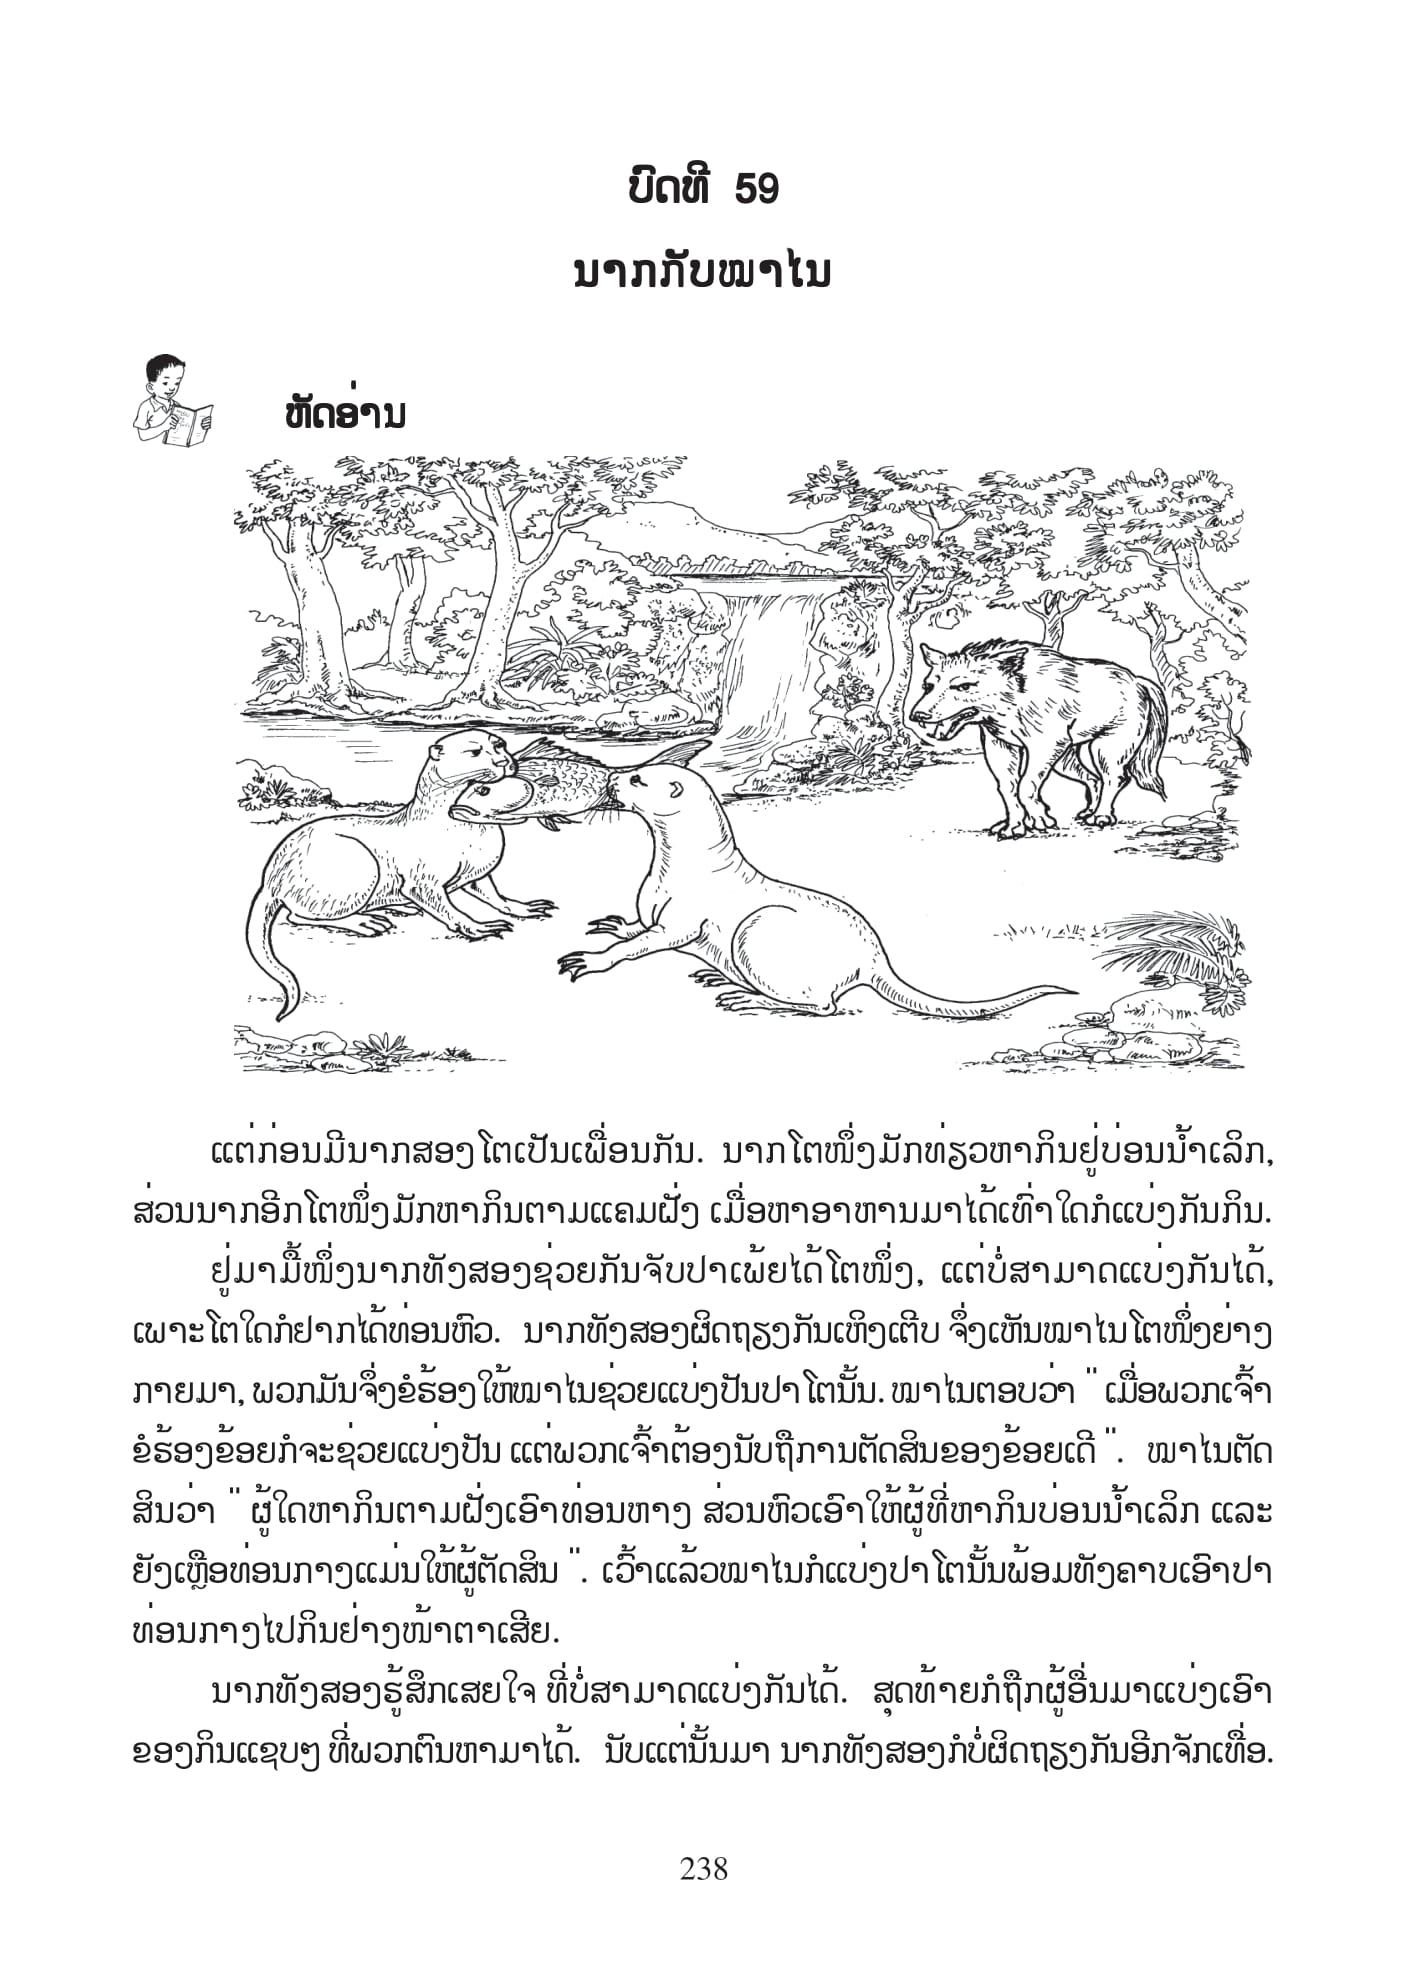 ບົດທີ 59
ນາກກັບໝາໄນ
ຫັດອ່ານ
ແຕ່ກ່ອນມີນາກສອງໂຕເປັນເພື່ອນກັນ. ນາກໂຕໜຶ່ງມັກທ່ຽວຫາກິນຢູ່ບ່ອນນ້ຳເລິກ,
ສ່ວນນາກອີກໂຕໜຶ່ງມັກຫາກິນຕາມແຄມຝັ່ງ ເມື່ອຫາອາຫານມາໄດ້ເທົ່າໃດກໍແບ່ງກັນກິນ.
ຢູ່ມາມື້ໜຶ່ງນາກທັງສອງຊ່ວຍກັນຈັບປາເພ້ຍໄດ້ໂຕໜຶ່ງ, ແຕ່ບໍ່ສາມາດແບ່ງກັນໄດ້,
ເພາະໂຕໃດກໍຢາກໄດ້ທ່ອນຫົວ. ນາກທັງສອງຜິດຖຽງກັນເຫິງເຕີບ ຈຶ່ງເຫັນໝາໄນໂຕໜຶ່ງຍ່າງ
ກາຍມາ, ພວກມັນຈຶ່ງຂໍຮ້ອງໃຫ້ໝາໄນຊ່ວຍແບ່ງປັນປາໂຕນັ້ນ. ໝາໄນຕອບວ່າ " ເມື່ອພວກເຈົ້າ
ຂໍຮ້ອງຂ້ອຍກໍຈະຊ່ວຍແບ່ງປັນ ແຕ່ພວກເຈົ້າຕ້ອງນັບຖືການຕັດສິນຂອງຂ້ອຍເດີ ". ໝາໄນຕັດ
ສິນວ່າ " ຜູ້ໃດຫາກິນຕາມຝັ່ງເອົາທ່ອນຫາງ ສ່ວນຫົວເອົາໃຫ້ຜູ້ທີ່ຫາກິນບ່ອນນ້ຳເລິກ ແລະ
ຍັງເຫຼືອທ່ອນກາງແມ່ນໃຫ້ຜູ້ຕັດສິນ ". ເວົ້າແລ້ວໝາໄນກໍແບ່ງປາໂຕນັ້ນພ້ອມທັງຄາບເອົາປາ
ທ່ອນກາງໄປກິນຢ່າງໜ້າຕາເສີຍ.
ນາກທັງສອງຮູ້ສຶກເສຍໃຈ ທີ່ບໍ່ສາມາດແບ່ງກັນໄດ້. ສຸດທ້າຍກໍຖືກຜູ້ອື່ນມາແບ່ງເອົາ
ຂອງກິນແຊບໆ ທີ່ພວກຕົນຫາມາໄດ້. ນັບແຕ່ນັ້ນມາ ນາກທັງສອງກໍບໍ່ຜິດຖຽງກັນອີກຈັກເທື່ອ.
238